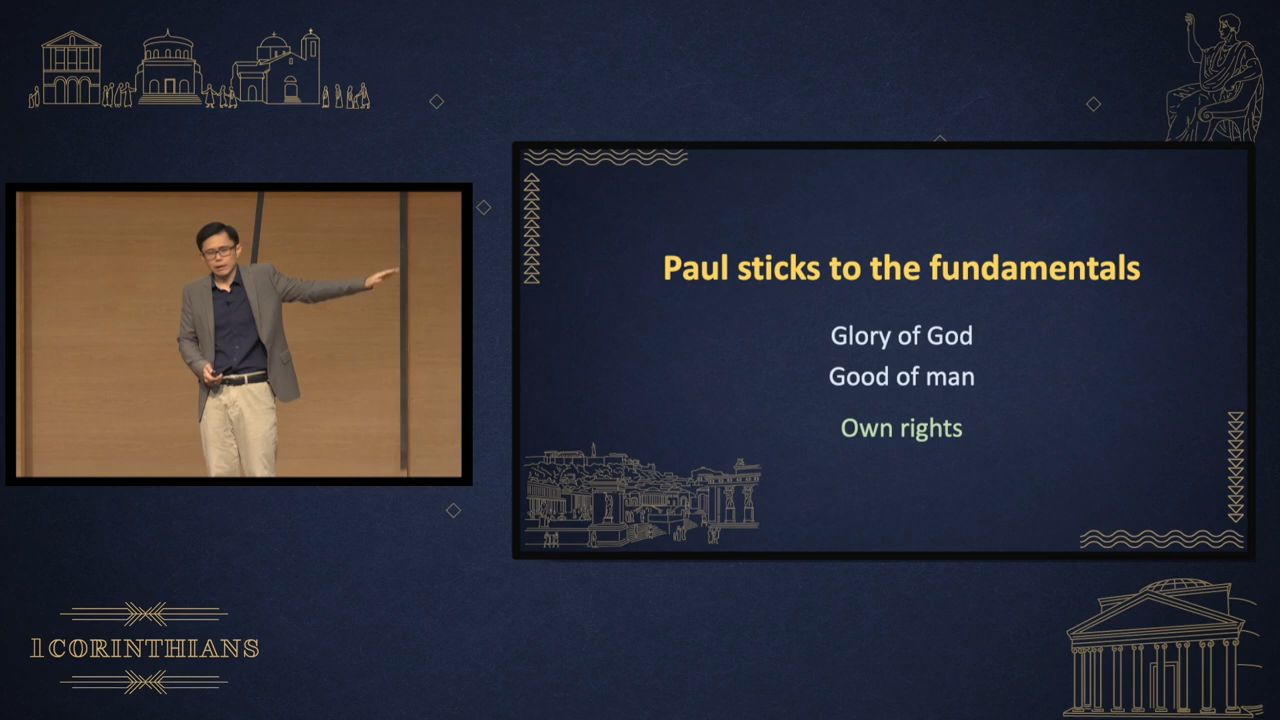 Paul sticks to the fundamentals
Glory of God
Good of man
Own rights
1CORINTHIANS